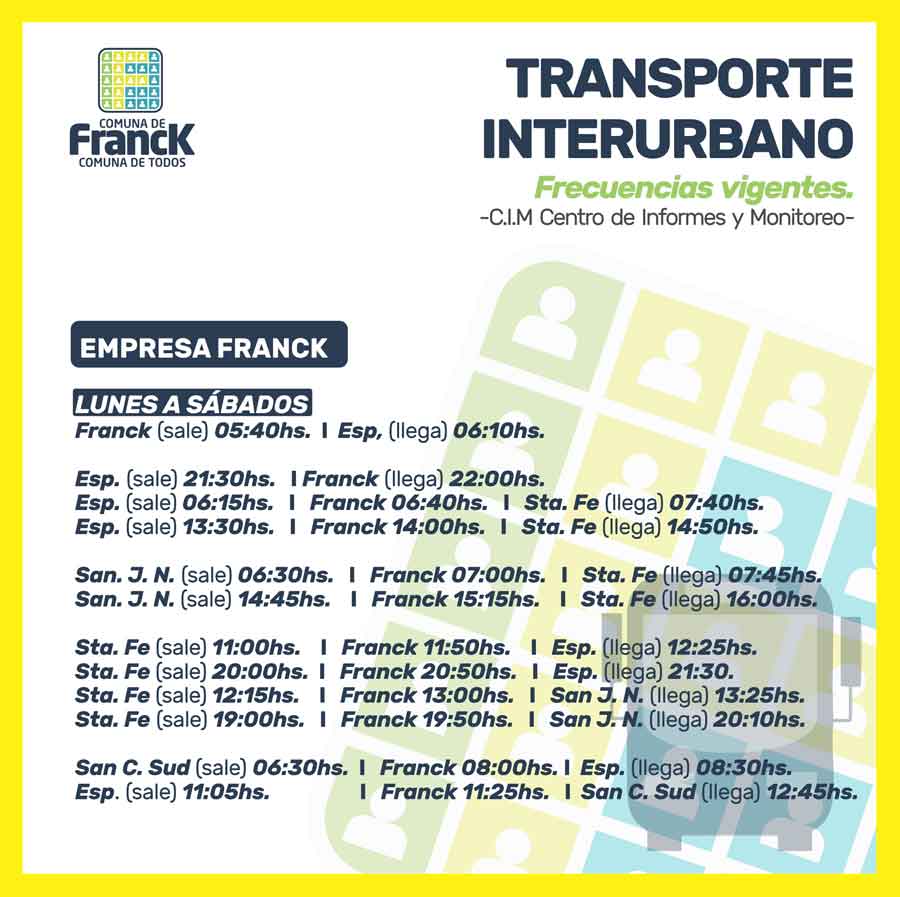 COMUNA DE
Franck
COMUNA DE TODOS
TRANSPORTE
INTERURBANO
Frecuencias vigentes.
-C.I.M Centro de Informes y Monitoreo-
EMPRESA FRANCK
LUNES A SÁBADOS
Franck (sale) 05:40hs. I Esp, (llega) 06:10hs.
Esp. (sale) 21:30hs. I Franck (llega) 22:00hs.
Esp. (sale) 06:15hs. I Franck 06:40hs. I Sta. Fe (llega) 07:40hs.
Esp. (sale) 13:30hs. I Franck 14:00hs. I Sta. Fe (llega) 14:50hs.
San. J. N. (sale) 06:30hs. I Franck 07:00hs. I Sta. Fe (llega) 07:45hs.
San. J. N. (sale) 14:45hs. I Franck 15:15hs. I Sta. Fe (llega) 16:00hs.
Sta. Fe (sale) 11:00hs. I Franck 11:50hs. I Esp. (llega) 12:25hs.
Sta. Fe (sale) 20:00hs. I Franck 20:50hs. I Esp. (llega) 21:30.
Sta. Fe (sale) 12:15hs. I Franck 13:00hs. I San J. N. (llega) 13:25hs.
Sta. Fe (sale) 19:00hs. I Franck 19:50hs. I San J. N. (llega) 20:10hs.
San C. Sud (sale) 06:30hs. I Franck 08:00hs. I Esp. (llega) 08:30hs.
Esp. (sale) 11:05hs. I Franck 11:25hs. I San C. Sud (llega) 12:45hs.